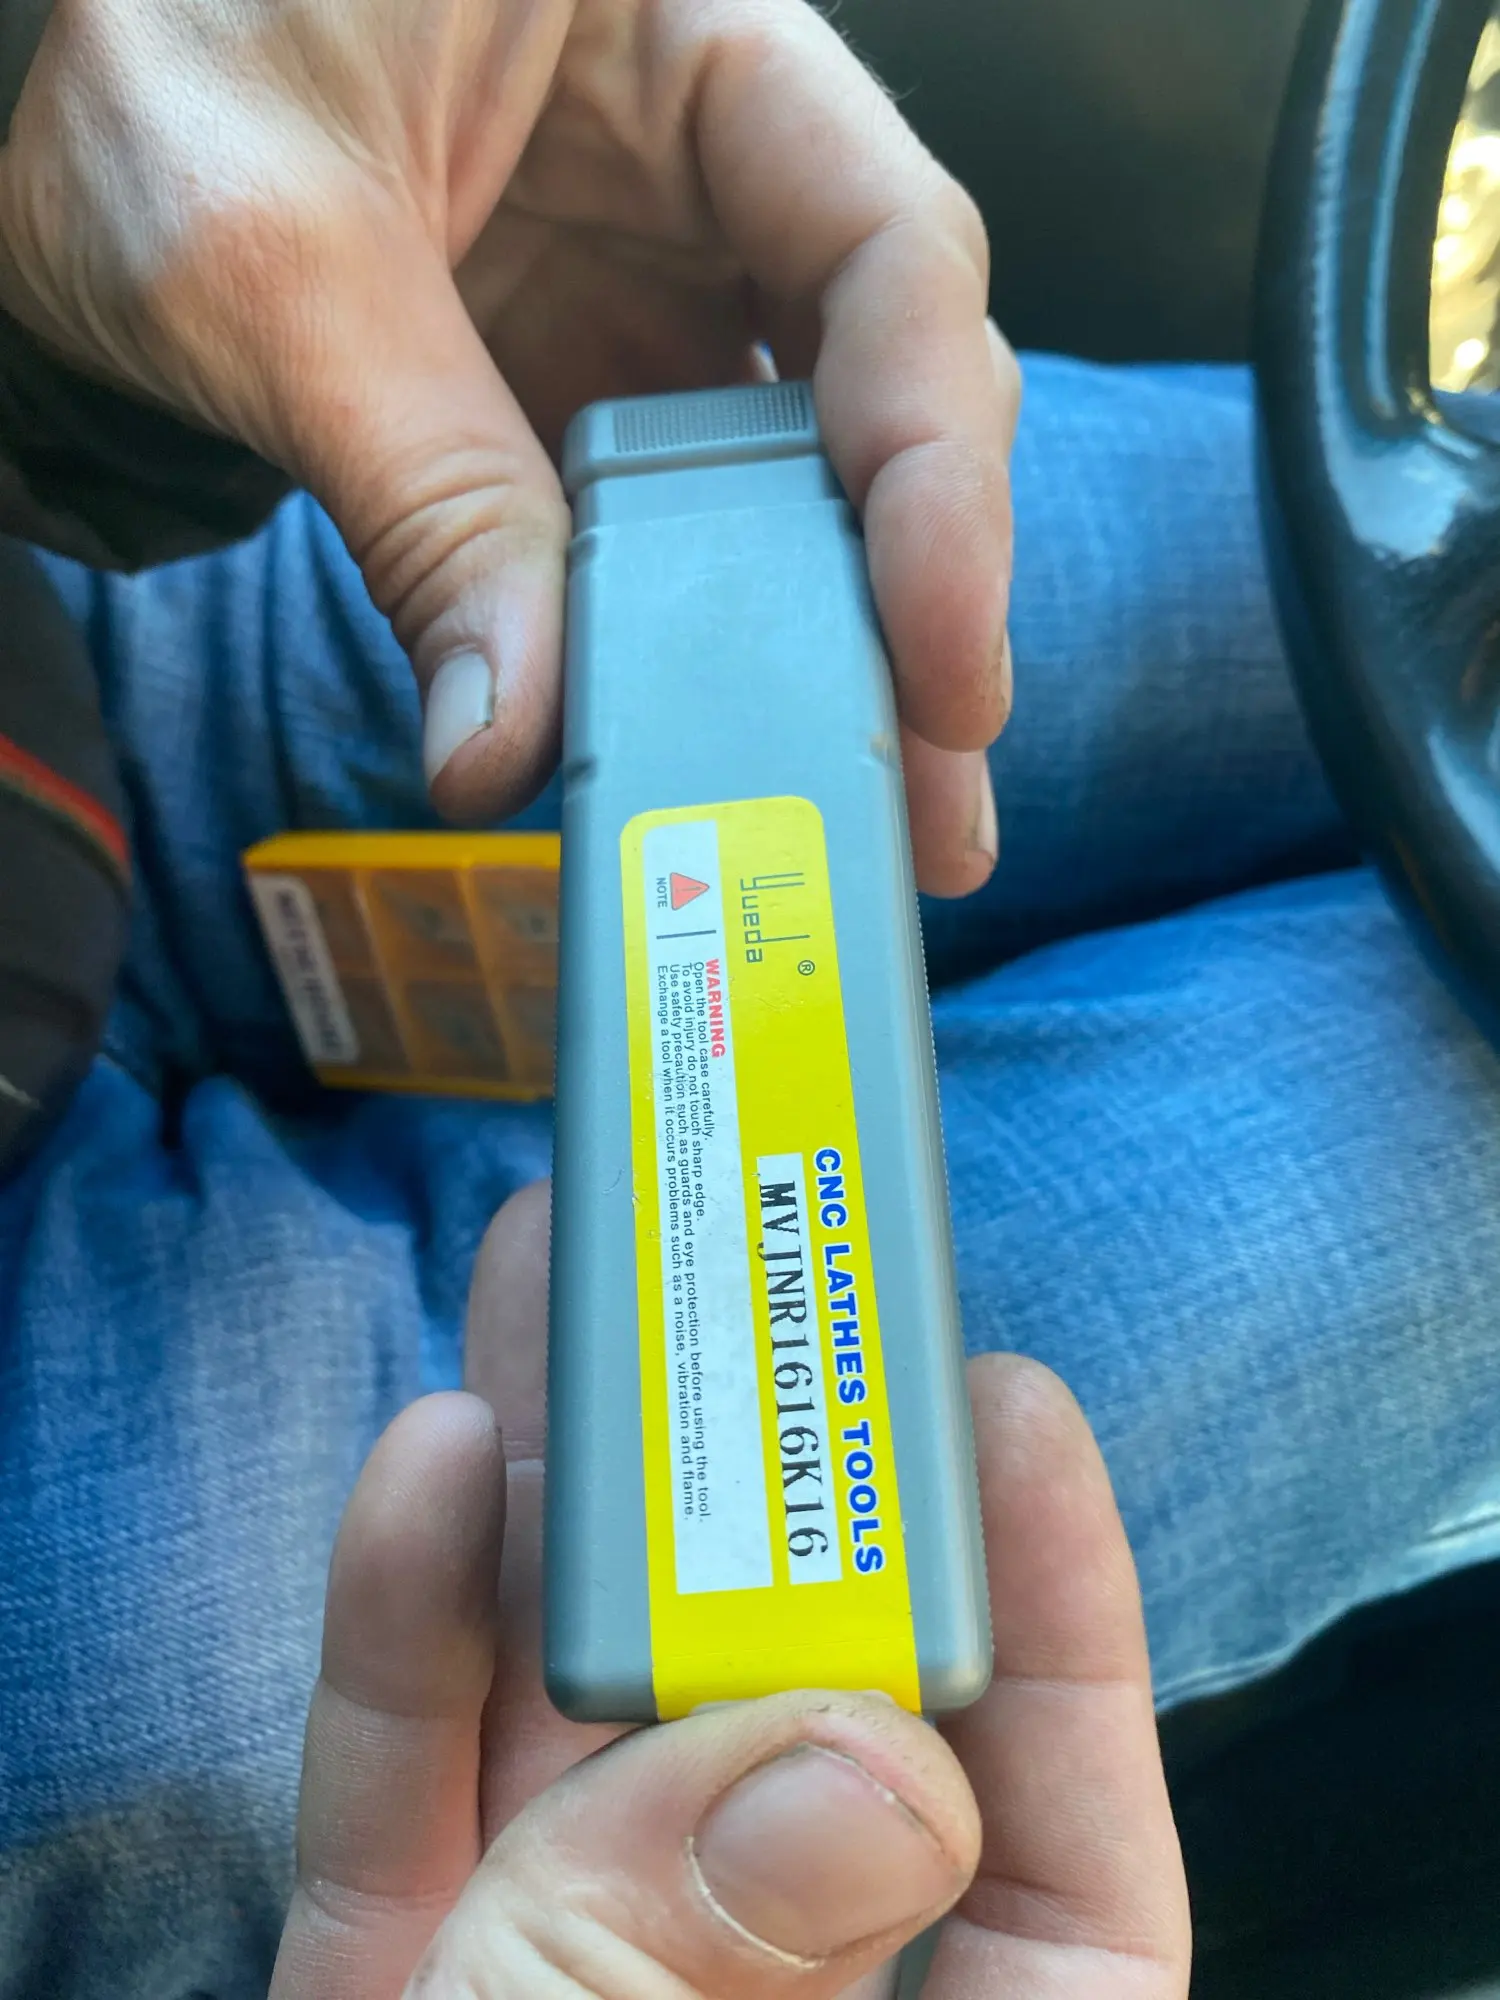 yueda ®
CNC LATHES TOOLS
MVJNR1616K16
NOTE
WARNING
Open the tool case carefully.
To avoid injury do not touch sharp edge.
Use safety precaution such as guards and eye protection before using the tool.
Exchange a tool when it occurs problems such as a noise, vibration and flame.